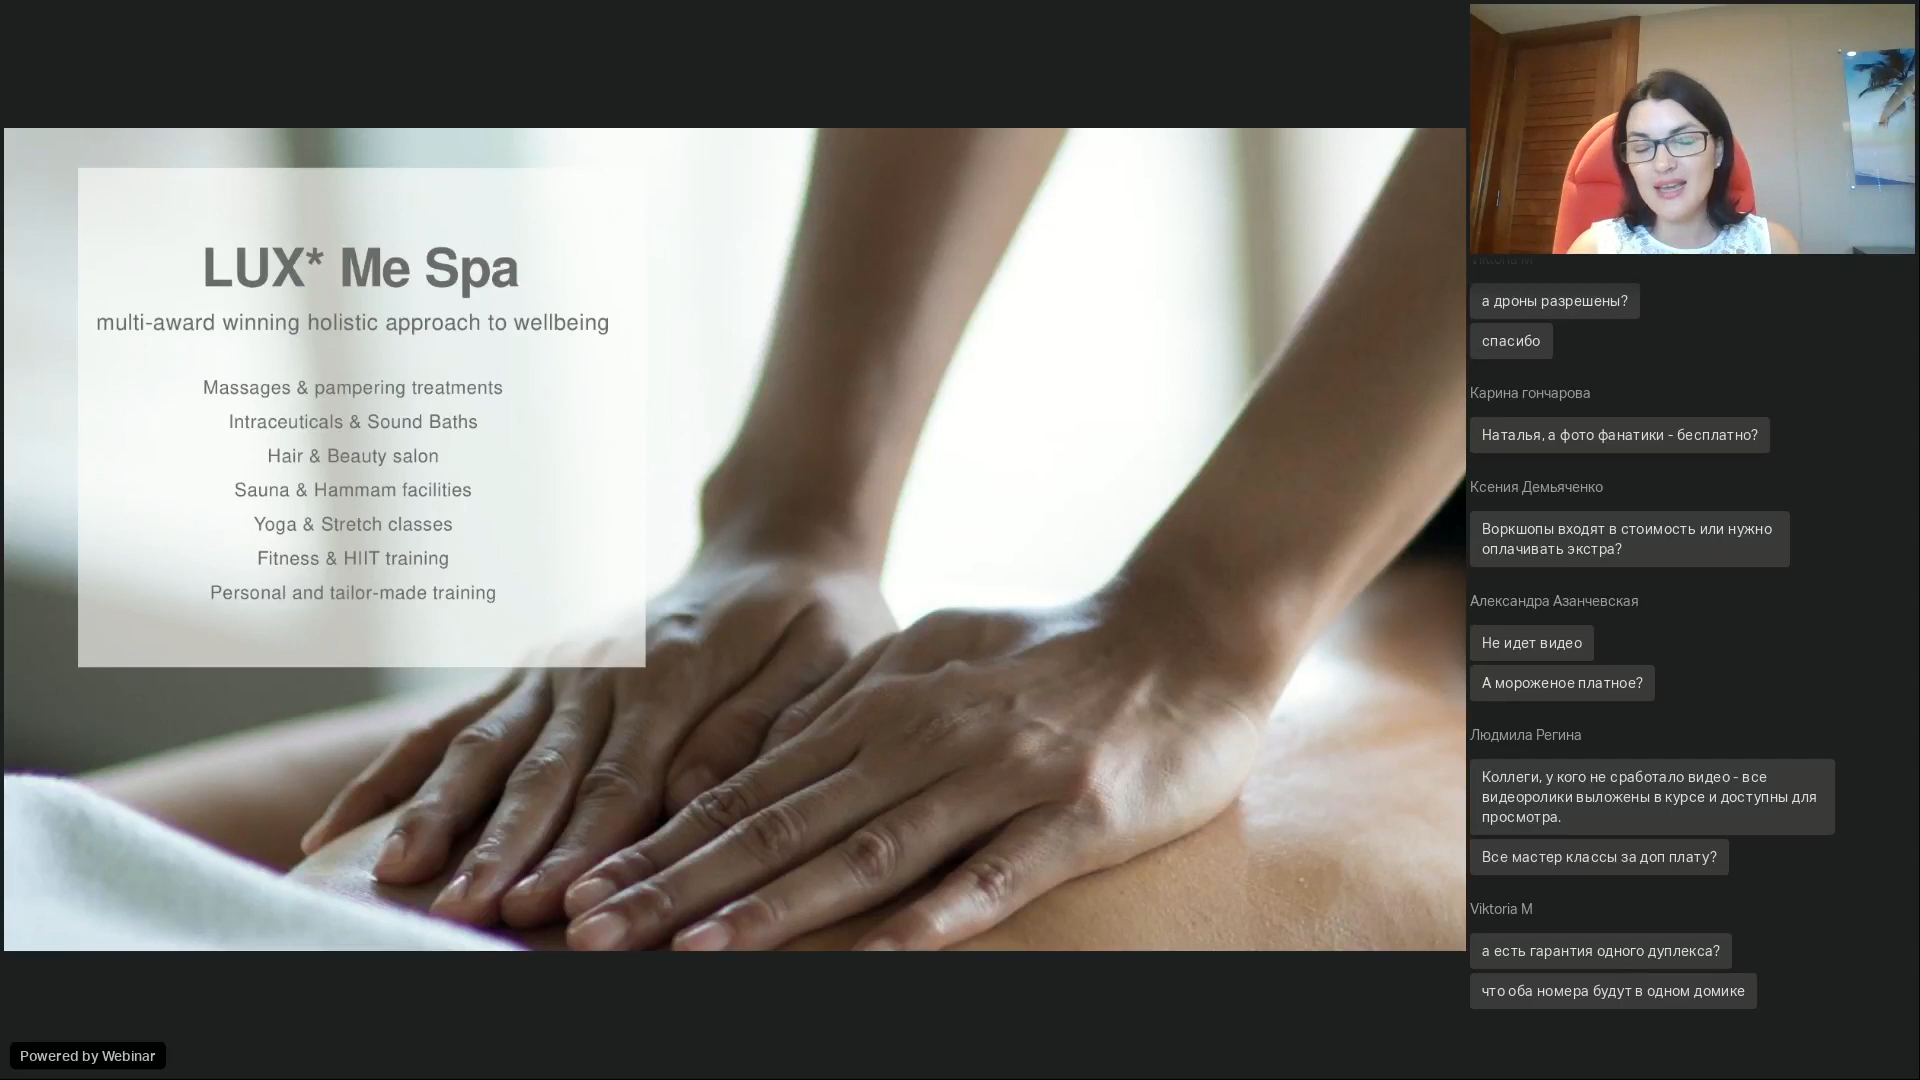 LUX* Me Spa
multi-award winning holistic approach to wellbeing
Massages & pampering treatments
Intraceuticals & Sound Baths
Hair & Beauty salon
Sauna & Hammam facilities
Yoga & Stretch classes
Fitness & HIIT training
Personal and tailor-made training
Viktoria M
а дроны разрешены?
спасибо
Карина гончарова
Наталья, а фото фанатики - бесплатно?
Ксения Демьяченко
Воркшопы входят в стоимость или нужно
оплачивать экстра?
Александра Азанчевская
Не идет видео
А мороженое платное?
Людмила Регина
Коллеги, у кого не сработало видео - все
видеоролики выложены в курсе и доступны для
просмотра.
Все мастер классы за доп плату?
Viktoria M
а есть гарантия одного дуплекса?
что оба номера будут в одном домике
Powered by Webinar